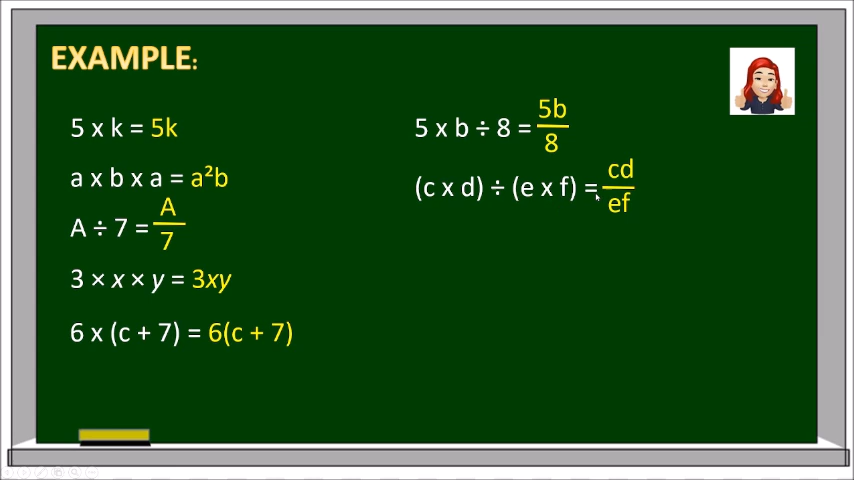 EXAMPLE:
5 x k = 5k
a x b x a = a²b
A ÷ 7 = A/7
3 × x × y = 3xy
6 x (c + 7) = 6(c + 7)
5 x b ÷ 8 = 5b/8
(c x d) ÷ (e x f) = cd/ef